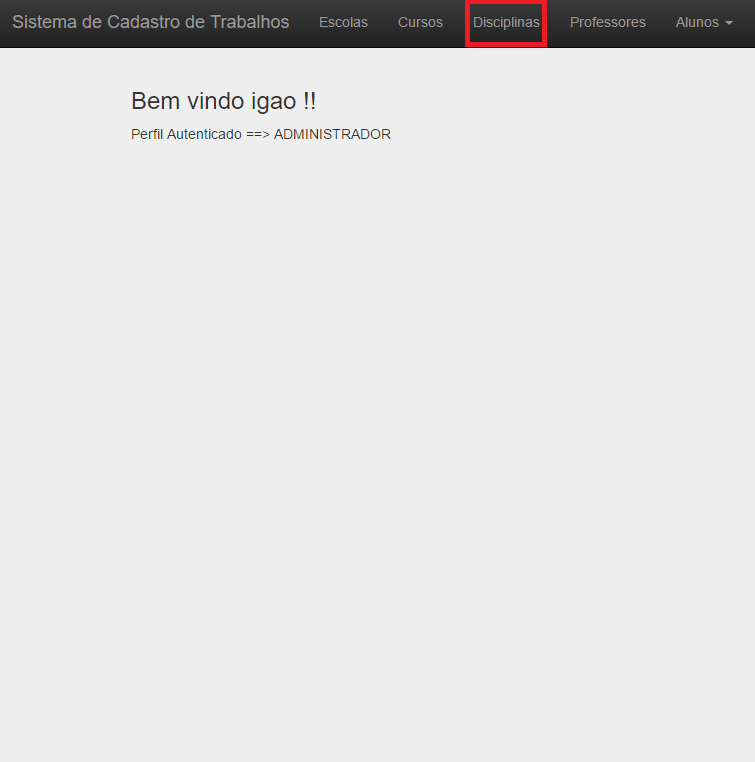 Sistema de Cadastro de Trabalhos Escolas Cursos Disciplinas Professores Alunos
Bem vindo igao !!
Perfil Autenticado ==> ADMINISTRADOR